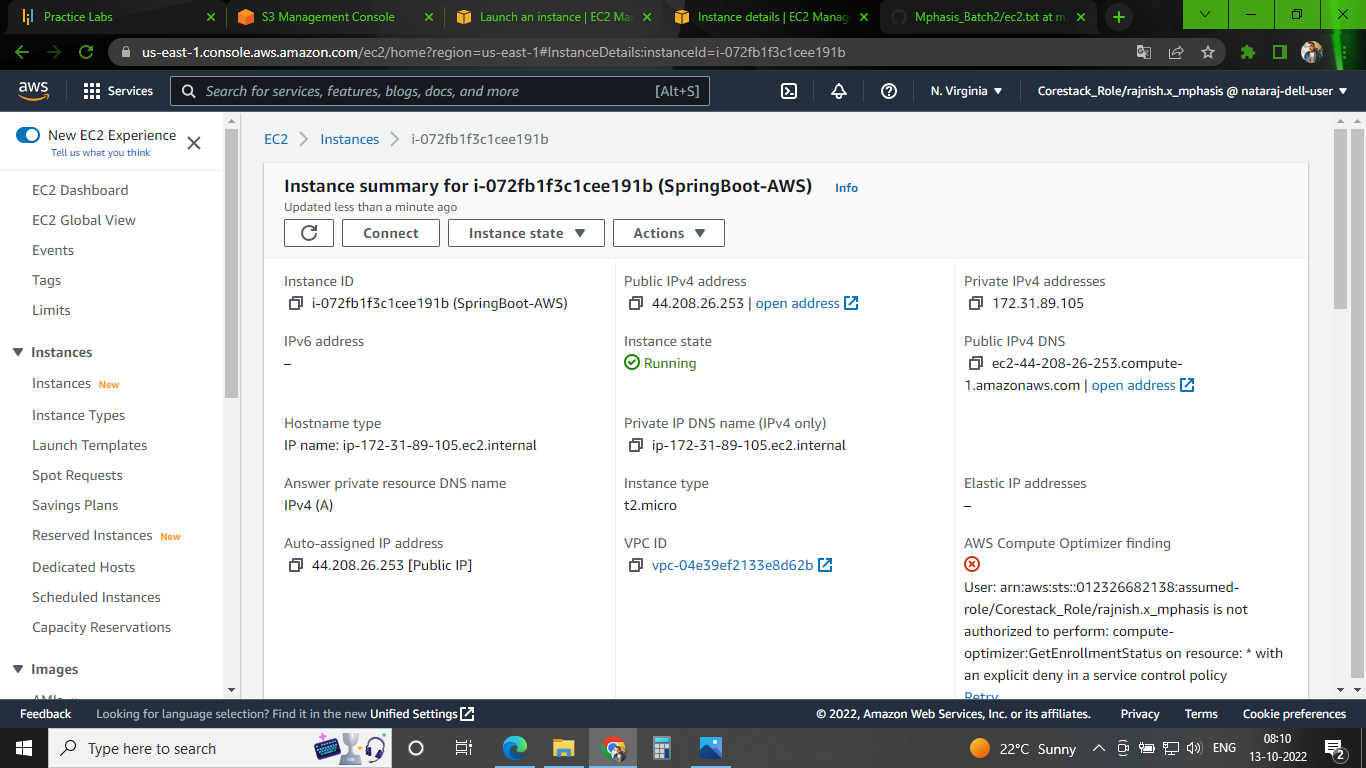 Practice Labs
S3 Management Console
Launch an instance | EC2 Ma
Instance details | EC2 Manag
Mphasis_Batch2/ec2.txt at m
us-east-1.console.aws.amazon.com/ec2/home?region=us-east-1#InstanceDetails:instanceId=i-072fb1f3c1cee191b
aws
Services
Search for services, features, blogs, docs, and more
[Alt+S]
N. Virginia
Corestack_Role/rajnish.x_mphasis @ nataraj-dell-user
New EC2 Experience
Tell us what you think
EC2 Dashboard
EC2 Global View
Events
Tags
Limits
Instances
Instances New
Instance Types
Launch Templates
Spot Requests
Savings Plans
Reserved Instances New
Dedicated Hosts
Scheduled Instances
Capacity Reservations
Images
EC2
Instances
i-072fb1f3c1cee191b
Instance summary for i-072fb1f3c1cee191b (SpringBoot-AWS) Info
Updated less than a minute ago
Connect
Instance state
Actions
Instance ID
i-072fb1f3c1cee191b (SpringBoot-AWS)
Public IPv4 address
44.208.26.253 | open address
Private IPv4 addresses
172.31.89.105
IPv6 address
–
Instance state
Running
Public IPv4 DNS
ec2-44-208-26-253.compute-
1.amazonaws.com | open address
Hostname type
IP name: ip-172-31-89-105.ec2.internal
Private IP DNS name (IPv4 only)
ip-172-31-89-105.ec2.internal
Answer private resource DNS name
IPv4 (A)
Instance type
t2.micro
Elastic IP addresses
–
Auto-assigned IP address
44.208.26.253 [Public IP]
VPC ID
vpc-04e39ef2133e8d62b
AWS Compute Optimizer finding
User: arn:aws:sts::012326682138:assumed-
role/Corestack_Role/rajnish.x_mphasis is not
authorized to perform: compute-
optimizer:GetEnrollmentStatus on resource: * with
an explicit deny in a service control policy
Retry
Feedback
Looking for language selection? Find it in the new Unified Settings
© 2022, Amazon Web Services, Inc. or its affiliates.
Privacy
Terms
Cookie preferences
Type here to search
22°C Sunny
ENG
08:10
13-10-2022
2